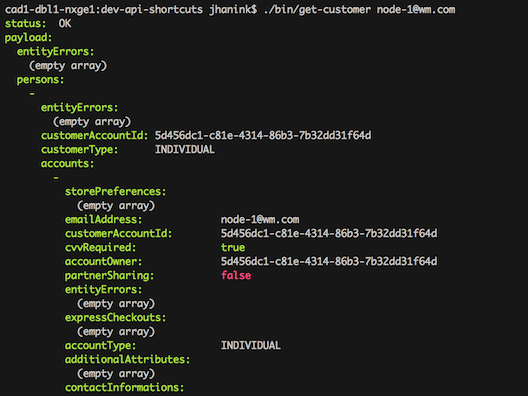 cad1-dbl1-nxge1:dev-api-shortcuts jhanink$ ./bin/get-customer node-1@wm.com
status:  OK
payload:
  entityErrors:
    (empty array)
  persons:
    -
      entityErrors:
        (empty array)
      customerAccountId: 5d456dc1-c81e-4314-86b3-7b32dd31f64d
      customerType:      INDIVIDUAL
      accounts:
        -
          storePreferences:
            (empty array)
          emailAddress:         node-1@wm.com
          customerAccountId:    5d456dc1-c81e-4314-86b3-7b32dd31f64d
          cvvRequired:          true
          accountOwner:         5d456dc1-c81e-4314-86b3-7b32dd31f64d
          partnerSharing:       false
          entityErrors:
            (empty array)
          expressCheckouts:
            (empty array)
          accountType:          INDIVIDUAL
          additionalAttributes:
            (empty array)
          contactInformations: